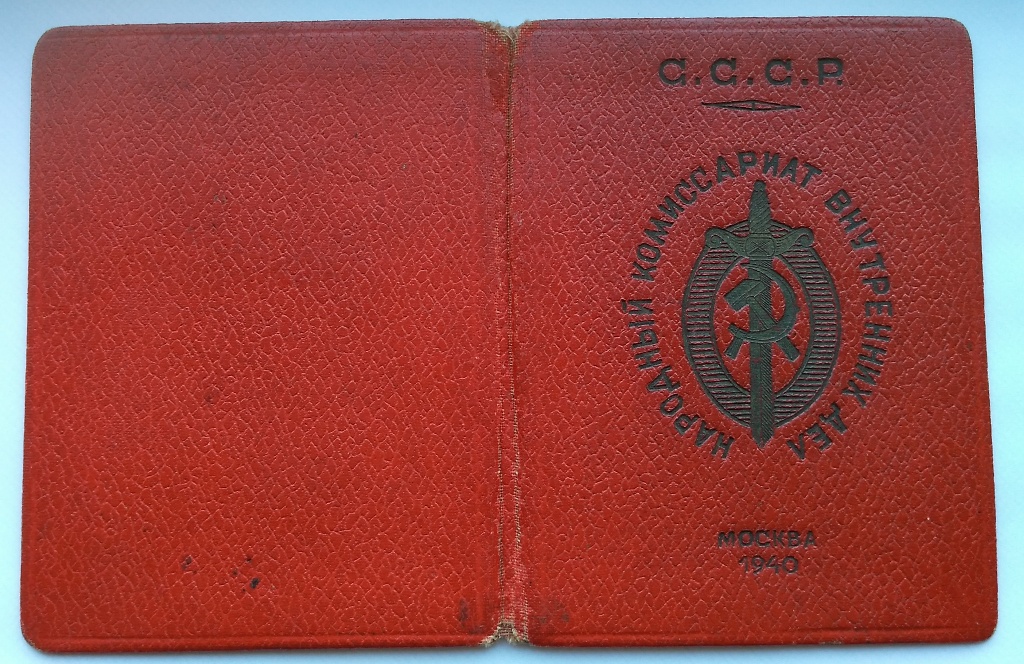 С.С.С.Р.
НАРОДНЫЙ КОМИССАРИАТ ВНУТРЕННИХ ДЕЛ
МОСКВА
1940